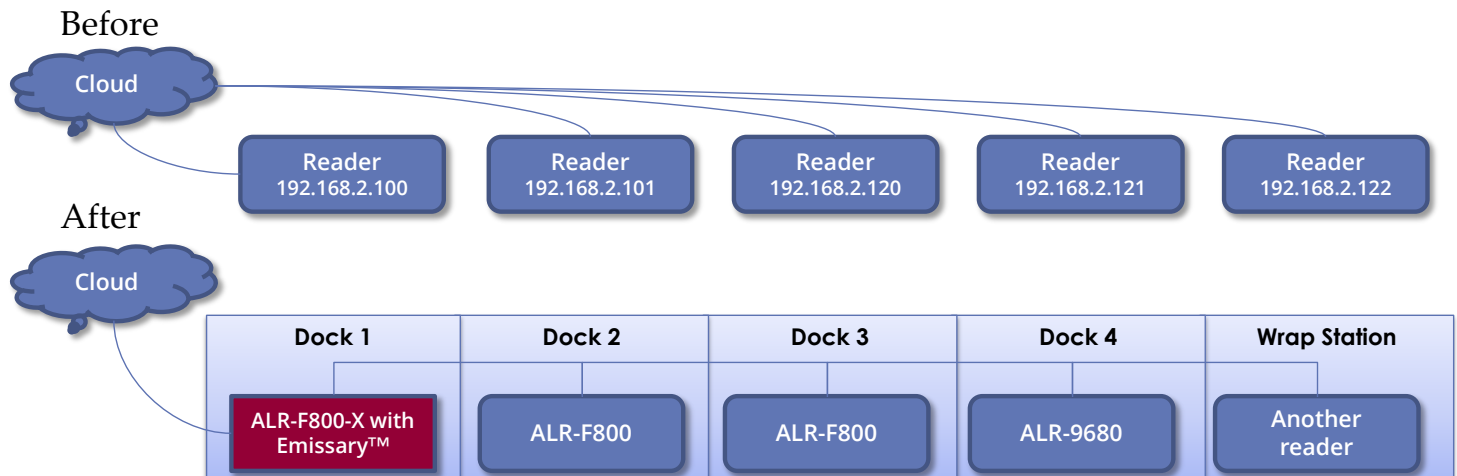 Before
Cloud
Reader
192.168.2.100
Reader
192.168.2.101
Reader
192.168.2.120
Reader
192.168.2.121
Reader
192.168.2.122
After
Cloud
Dock 1
Dock 2
Dock 3
Dock 4
Wrap Station
ALR-F800-X with
Emissary™
ALR-F800
ALR-F800
ALR-9680
Another
reader